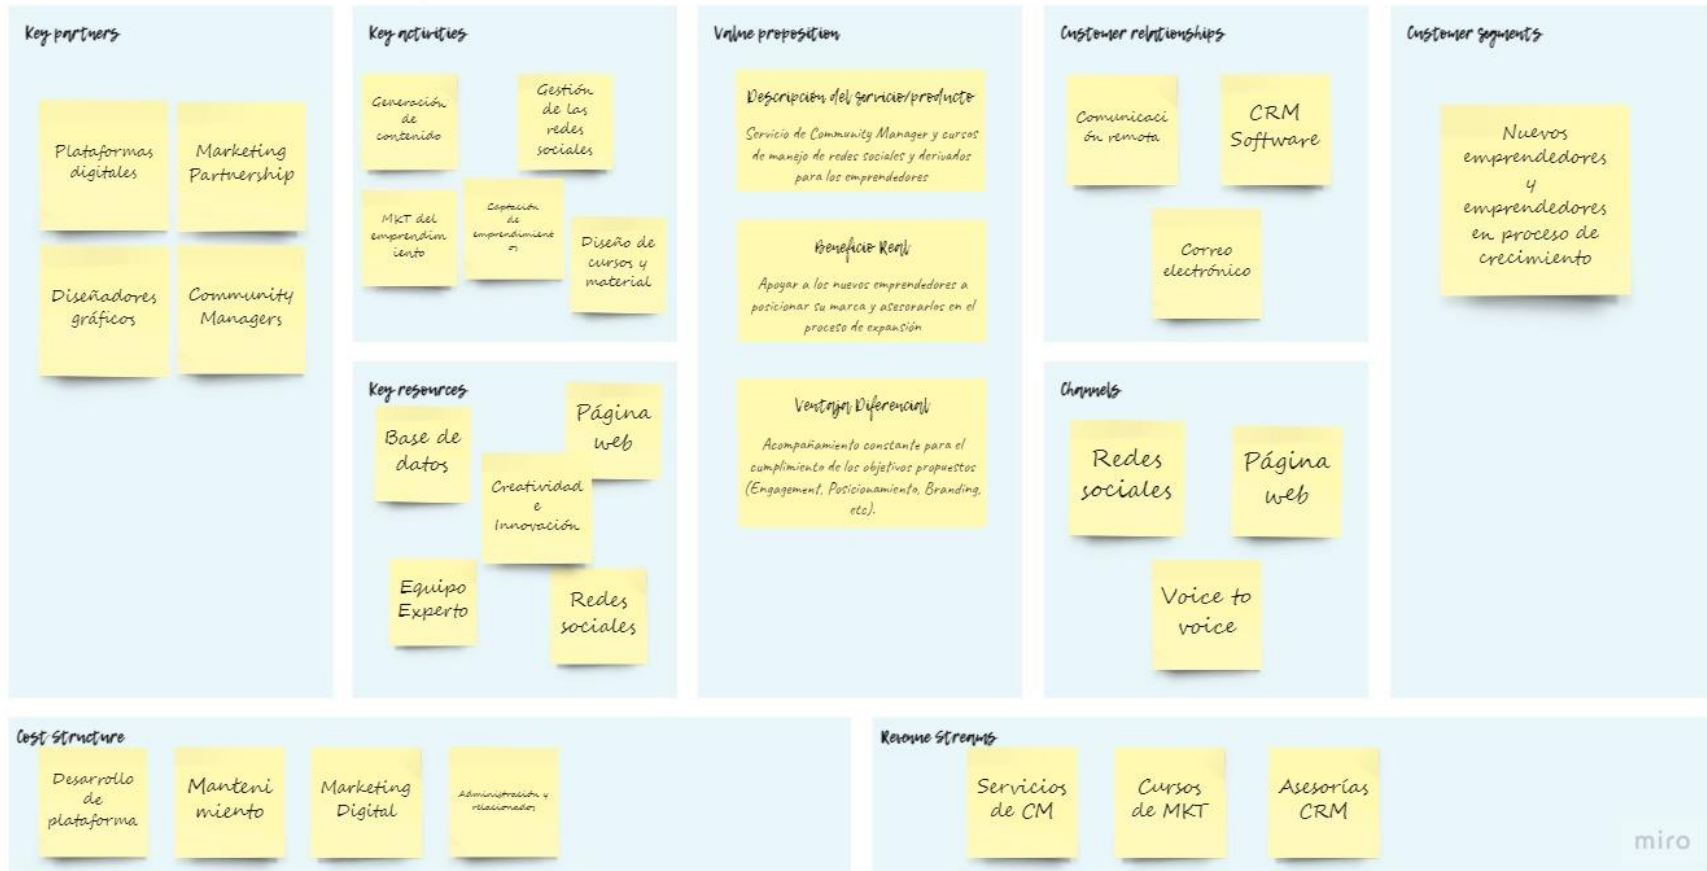 Key partners
Plataformas
digitales
Marketing
Partnership
Diseñadores
gráficos
Community
Managers
Key activities
Generación
de
contenido
Gestión
de las
redes
sociales
MKT del
emprendim
iento
Captación
de
emprendimient
os
Diseño de
cursos y
material
Key resources
Base de
datos
Página
web
Creatividad
e
Innovación
Equipo
Experto
Redes
sociales
Value proposition
Descripción del servicio/producto
Servicio de Community Manager y cursos
de manejo de redes sociales y derivados
para los emprendedores
Beneficio Real
Apoyar a los nuevos emprendedores a
posicionar su marca y asesorarlos en el
proceso de expansión
Ventaja Diferencial
Acompañamiento constante para el
cumplimiento de los objetivos propuestos
(Engagement, Posicionamiento, Branding,
etc).
Customer relationships
Comunicaci
ón remota
CRM
Software
Correo
electrónico
Channels
Redes
sociales
Página
web
Voice to
voice
Customer segments
Nuevos
emprendedores
y
emprendedores
en proceso de
crecimiento
Cost Structure
Desarrollo
de
plataforma
Manteni
miento
Marketing
Digital
Administración y
relacionados
Revenue Streams
Servicios
de CM
Cursos
de MKT
Asesorías
CRM
miro